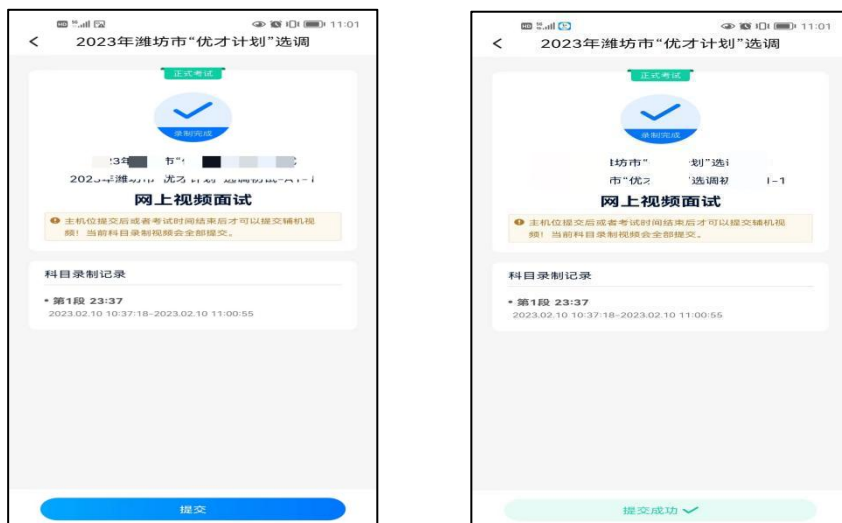 11:01
2023年潍坊市“优才计划”选调
正式考试
录制完成
网上视频面试
主机位提交后或者考试时间结束后才可以提交辅机视
频！当前科目录制视频会全部提交。
科目录制记录
• 第1段 23:37
2023.02.10 10:37:18-2023.02.10 11:00:55
提交
11:01
2023年潍坊市“优才计划”选调
正式考试
录制完成
网上视频面试
主机位提交后或者考试时间结束后才可以提交辅机视
频！当前科目录制视频会全部提交。
科目录制记录
• 第1段 23:37
2023.02.10 10:37:18-2023.02.10 11:00:55
提交成功